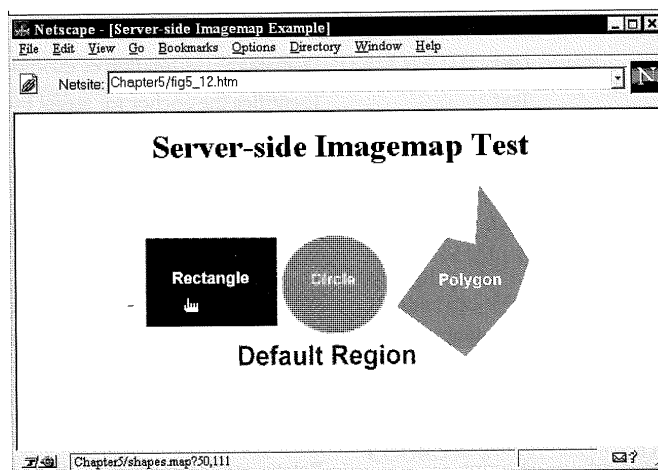 Netscape - [Server-side Imagemap Example]
File Edit View Go Bookmarks Options Directory Window Help
Netsite: Chapter5/fig5_12.htm
N
Server-side Imagemap Test
Rectangle Circle Polygon
Default Region
Chapter5/shapes.map?50,111